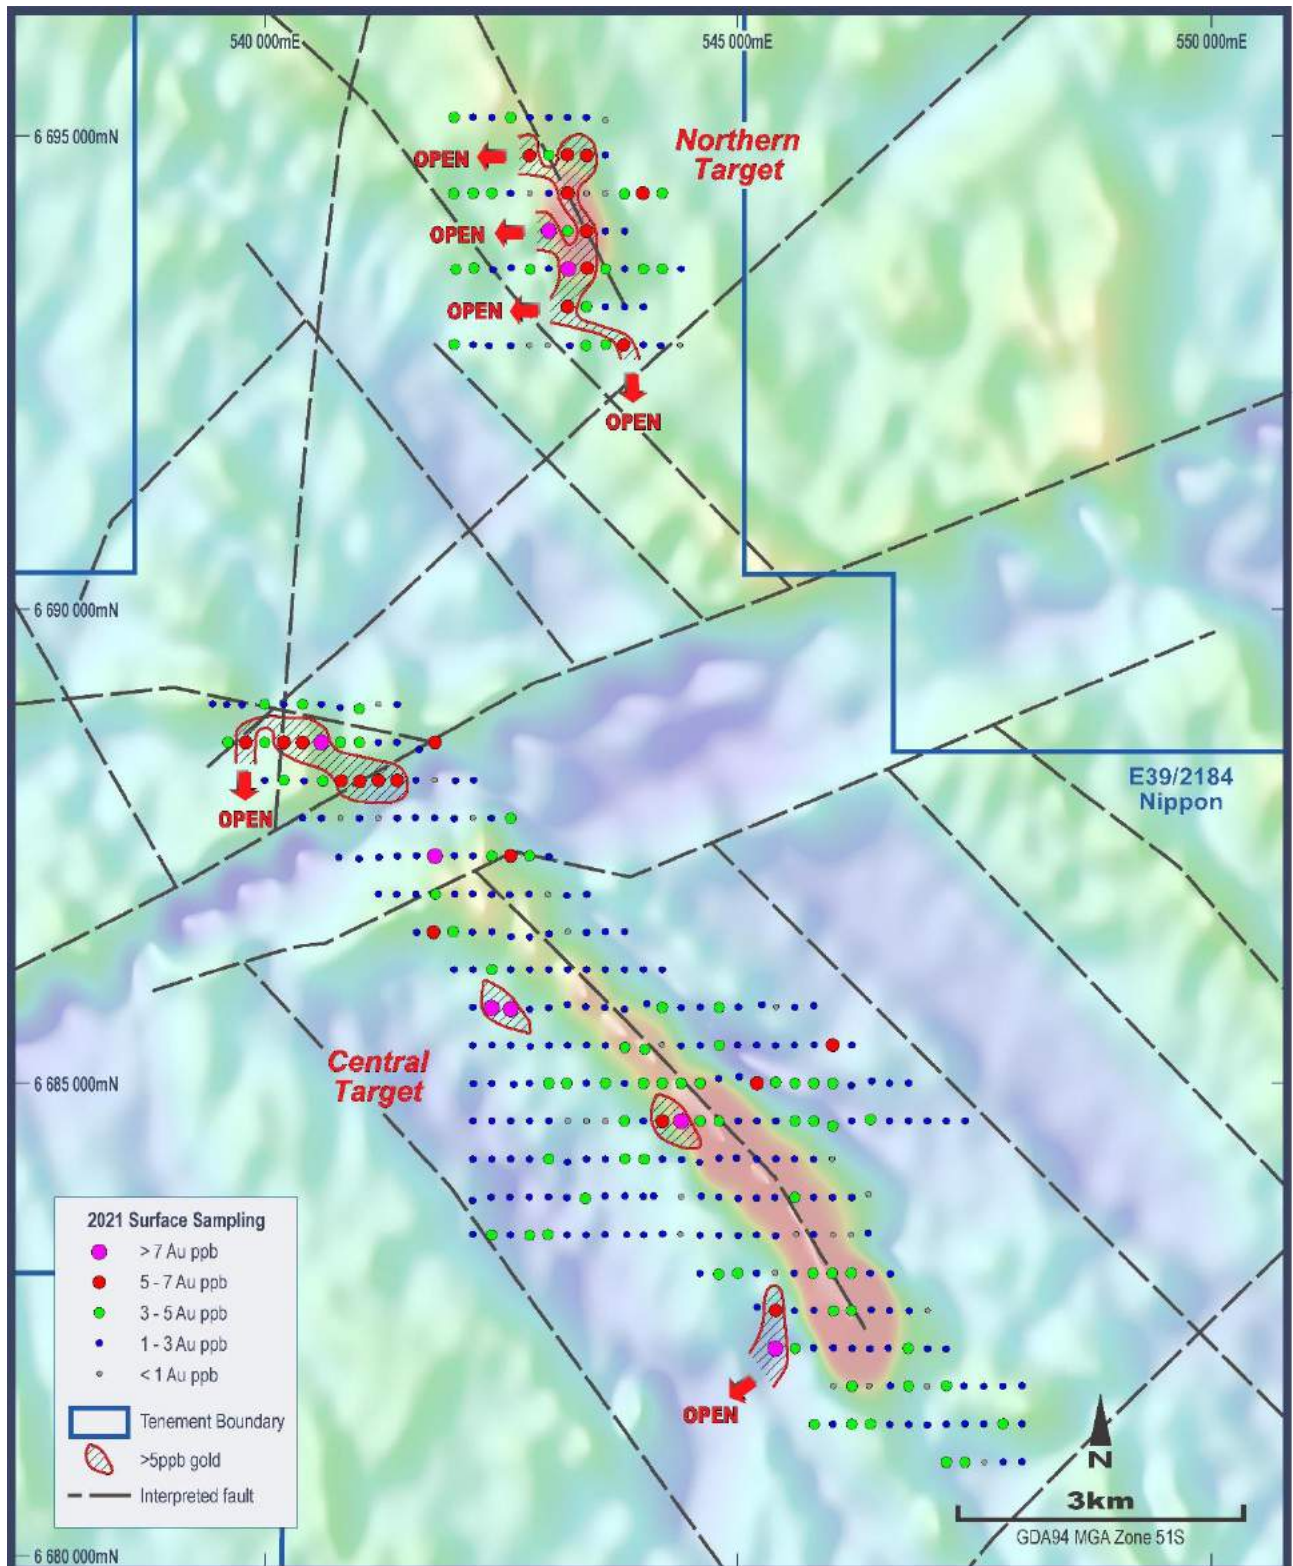 540 000mE
545 000mE
550 000mE
6 695 000mN
Northern
Target
OPEN
OPEN
OPEN
OPEN
6 690 000mN
E39/2184
Nippon
OPEN
Central
Target
6 685 000mN
2021 Surface Sampling
> 7 Au ppb
5 - 7 Au ppb
3 - 5 Au ppb
1 - 3 Au ppb
< 1 Au ppb
Tenement Boundary
>5ppb gold
Interpreted fault
OPEN
N
3km
GDA94 MGA Zone 51S
6 680 000mN